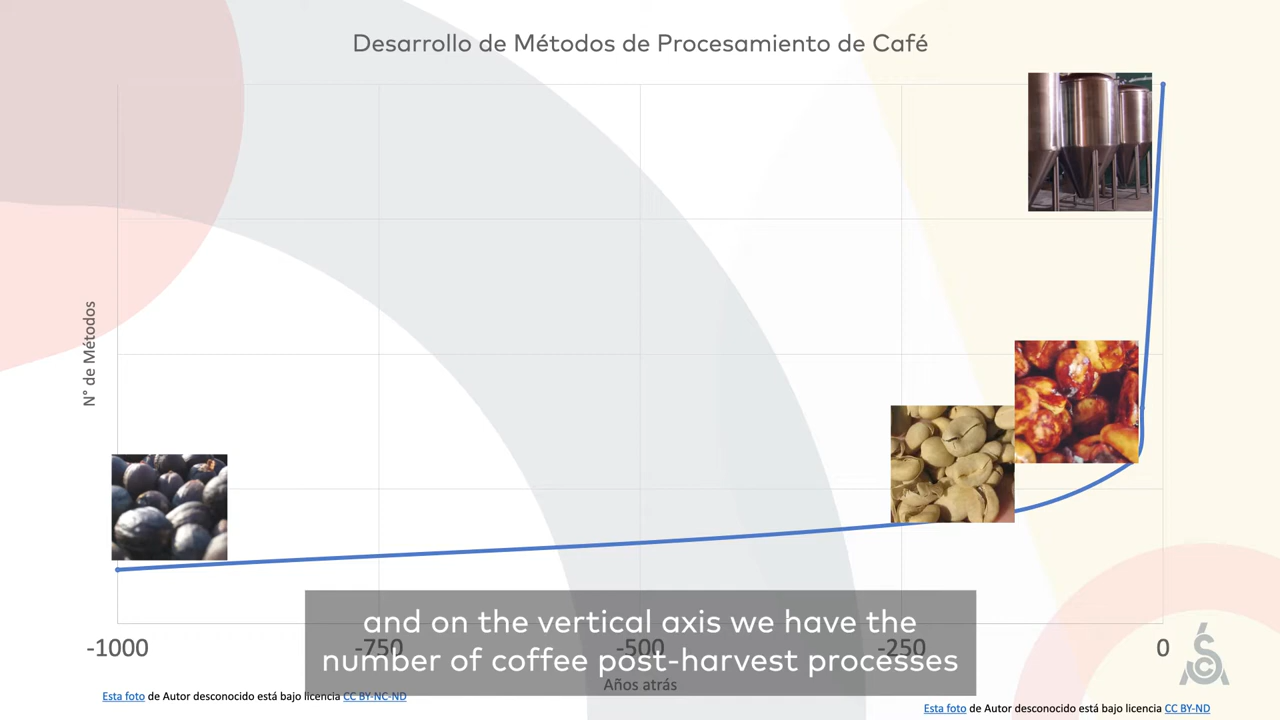 Desarrollo de Métodos de Procesamiento de Café
N° de Métodos
and on the vertical axis we have the
number of coffee post-harvest processes
-1000 -750 -500 -250 0
Años atrás
Esta foto de Autor desconocido está bajo licencia CC BY-NC-ND
Esta foto de Autor desconocido está bajo licencia CC BY-ND